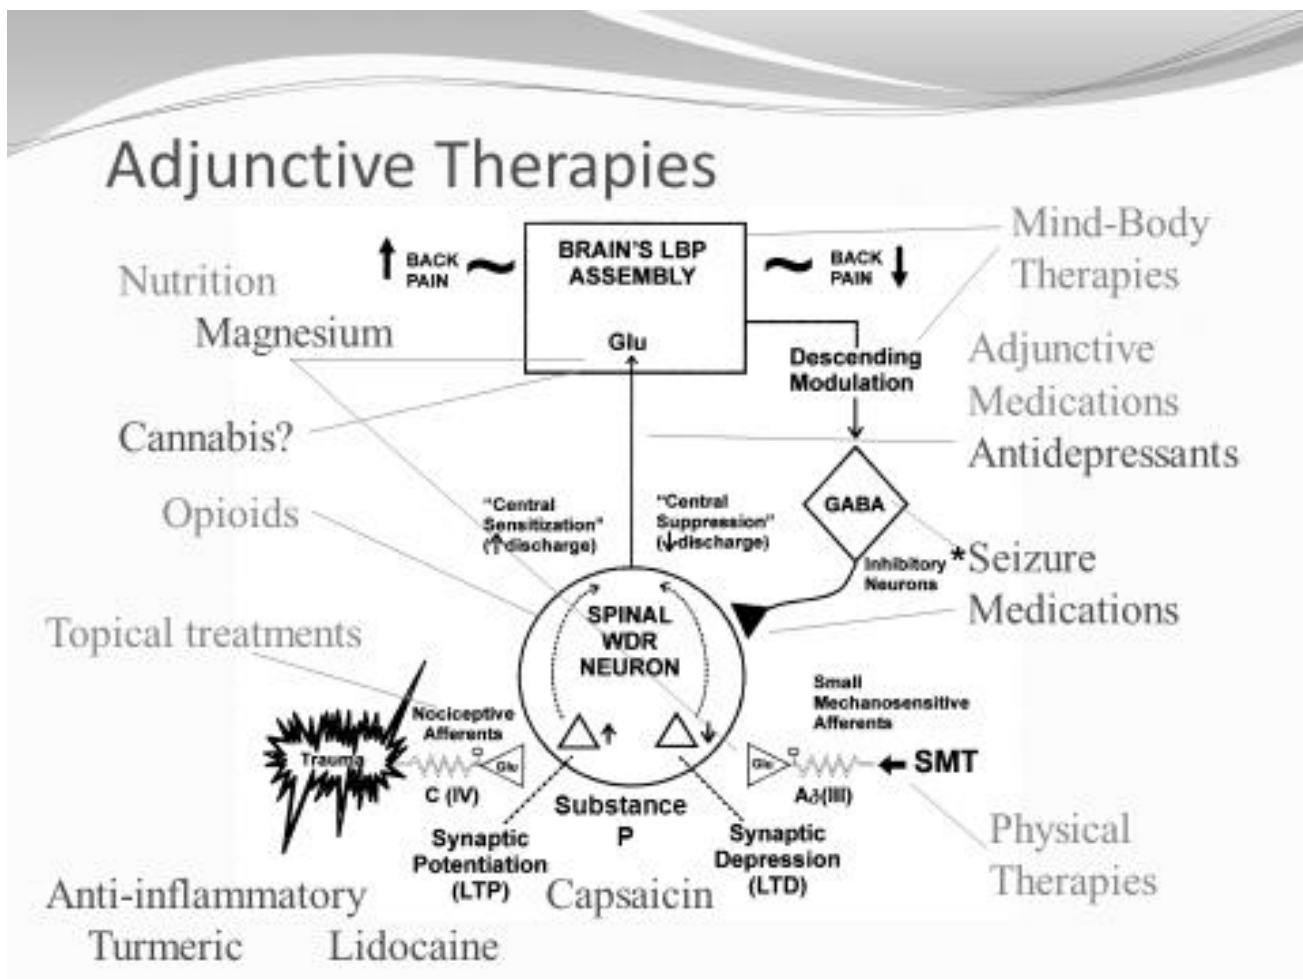 Adjunctive Therapies
Mind-Body
Therapies
↑ BACK
PAIN
BRAIN'S LBP
ASSEMBLY
Glu
BACK
PAIN ↓
Nutrition
Magnesium
Descending
Modulation
Adjunctive
Medications
Antidepressants
Cannabis?
Opioids
"Central
Sensitization"
(↑discharge)
"Central
Suppression"
(↓discharge)
GABA
Inhibitory
Neurons
*Seizure
Medications
Topical treatments
SPINAL
WDR
NEURON
Nociceptive
Afferents
Small
Mechanosensitive
Afferents
Trauma
Glu
Glu
SMT
C (IV)
Substance
P
A∂(III)
Synaptic
Potentiation
(LTP)
Synaptic
Depression
(LTD)
Physical
Therapies
Anti-inflammatory
Capsaicin
Turmeric
Lidocaine